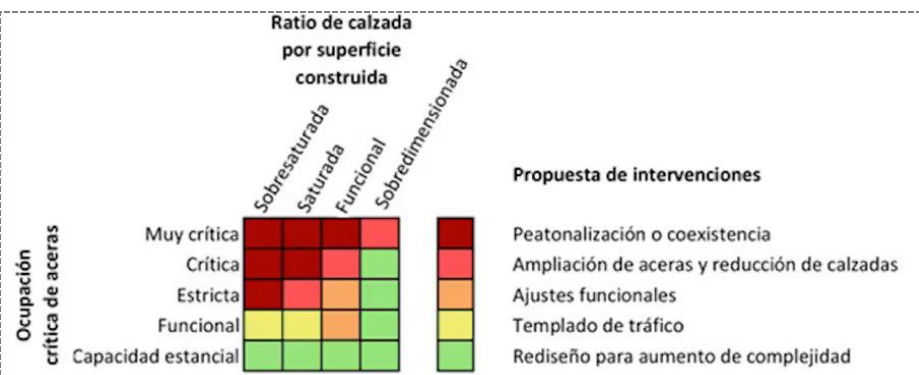 Ratio de calzada
por superficie
construida
Sobresaturada
Saturada
Funcional
Sobredimensionada
Propuesta de intervenciones
Ocupación
crítica de aceras
Muy crítica
Crítica
Estricta
Funcional
Capacidad estancial
Peatonalización o coexistencia
Ampliación de aceras y reducción de calzadas
Ajustes funcionales
Templado de tráfico
Rediseño para aumento de complejidad